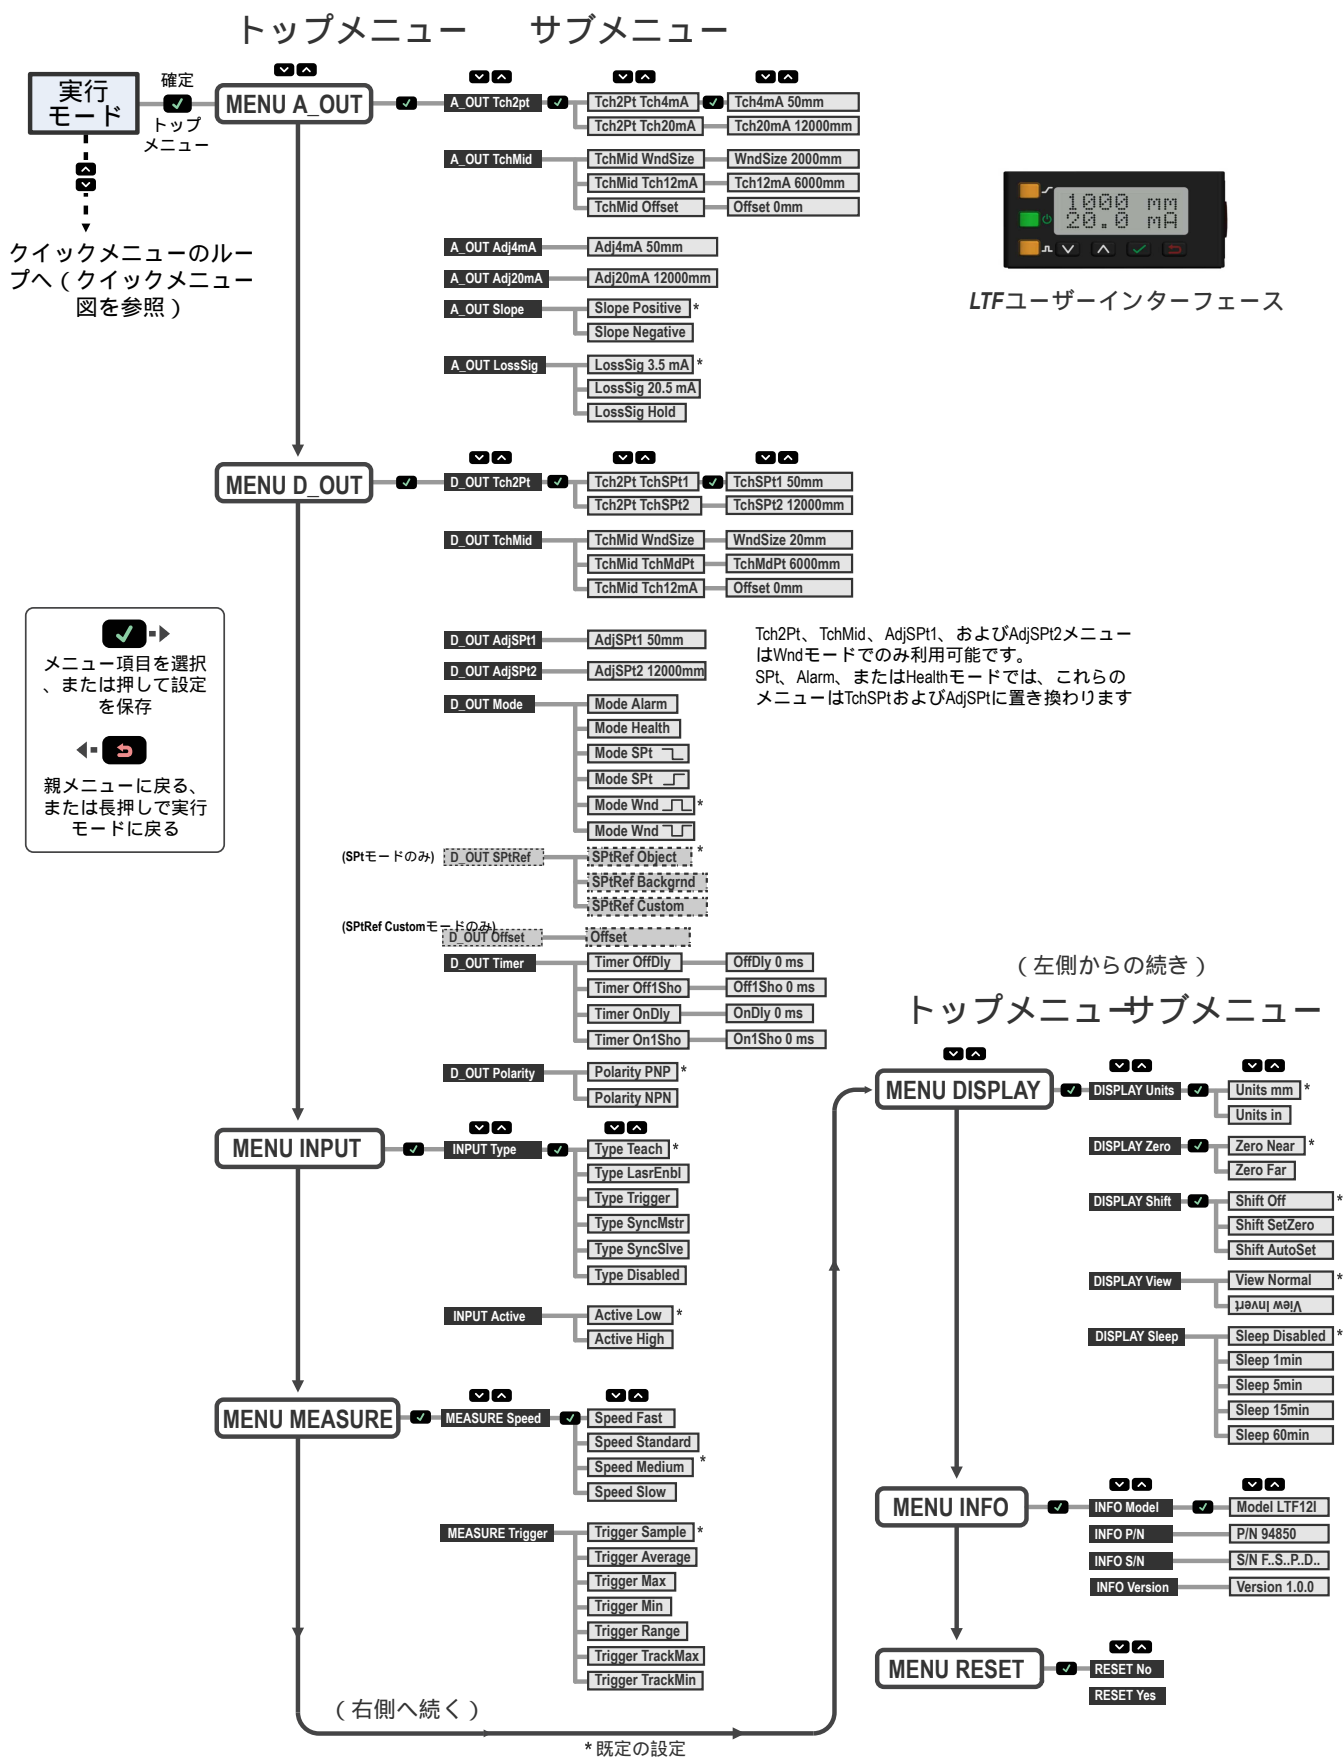 トップメニュー サブメニュー
実行
モード
確定
トップ
メニュー
クイックメニューのルー
プへ(クイックメニュー
図を参照)
MENU A_OUT
A_OUT Tch2pt
Tch2Pt Tch4mA
Tch4mA 50mm
Tch2Pt Tch20mA
Tch20mA 12000mm
A_OUT TchMid
TchMid WndSize
WndSize 2000mm
TchMid Tch12mA
Tch12mA 6000mm
TchMid Offset
Offset 0mm
A_OUT Adj4mA
Adj4mA 50mm
A_OUT Adj20mA
Adj20mA 12000mm
A_OUT Slope
Slope Positive *
Slope Negative
A_OUT LossSig
LossSig 3.5 mA *
LossSig 20.5 mA
LossSig Hold
1000 mm
20.0 mA
LTFユーザーインターフェース
MENU D_OUT
D_OUT Tch2Pt
Tch2Pt TchSPt1
TchSPt1 50mm
Tch2Pt TchSPt2
TchSPt2 12000mm
D_OUT TchMid
TchMid WndSize
WndSize 20mm
TchMid TchMdPt
TchMdPt 6000mm
TchMid Tch12mA
Offset 0mm
D_OUT AdjSPt1
AdjSPt1 50mm
D_OUT AdjSPt2
AdjSPt2 12000mm
Tch2Pt、TchMid、AdjSPt1、およびAdjSPt2メニュー
はWndモードでのみ利用可能です。
SPt、Alarm、またはHealthモードでは、これらの
メニューはTchSPtおよびAdjSPtに置き換わります
メニュー項目を選択
、または押して設定
を保存
親メニューに戻る、
または長押しで実行
モードに戻る
D_OUT Mode
Mode Alarm
Mode Health
Mode SPt
Mode SPt
Mode Wnd *
Mode Wnd
(SPtモードのみ)
D_OUT SPtRef
SPtRef Object *
SPtRef Backgrnd
SPtRef Custom
(SPtRef Customモードのみ)
D_OUT Offset
Offset
D_OUT Timer
Timer OffDly
OffDly 0 ms
Timer Off1Sho
Off1Sho 0 ms
Timer OnDly
OnDly 0 ms
Timer On1Sho
On1Sho 0 ms
D_OUT Polarity
Polarity PNP *
Polarity NPN
MENU INPUT
INPUT Type
Type Teach *
Type LasrEnbl
Type Trigger
Type SyncMstr
Type SyncSlve
Type Disabled
INPUT Active
Active Low *
Active High
MENU MEASURE
MEASURE Speed
Speed Fast
Speed Standard
Speed Medium *
Speed Slow
MEASURE Trigger
Trigger Sample *
Trigger Average
Trigger Max
Trigger Min
Trigger Range
Trigger TrackMax
Trigger TrackMin
(右側へ続く)
* 既定の設定
(左側からの続き)
トップメニュー サブメニュー
MENU DISPLAY
DISPLAY Units
Units mm *
Units in
DISPLAY Zero
Zero Near *
Zero Far
DISPLAY Shift
Shift Off *
Shift SetZero
Shift AutoSet
DISPLAY View
View Normal *
View Invert
DISPLAY Sleep
Sleep Disabled *
Sleep 1min
Sleep 5min
Sleep 15min
Sleep 60min
MENU INFO
INFO Model
Model LTF12I
INFO P/N
P/N 94850
INFO S/N
S/N F..S..P..D..
INFO Version
Version 1.0.0
MENU RESET
RESET No
RESET Yes